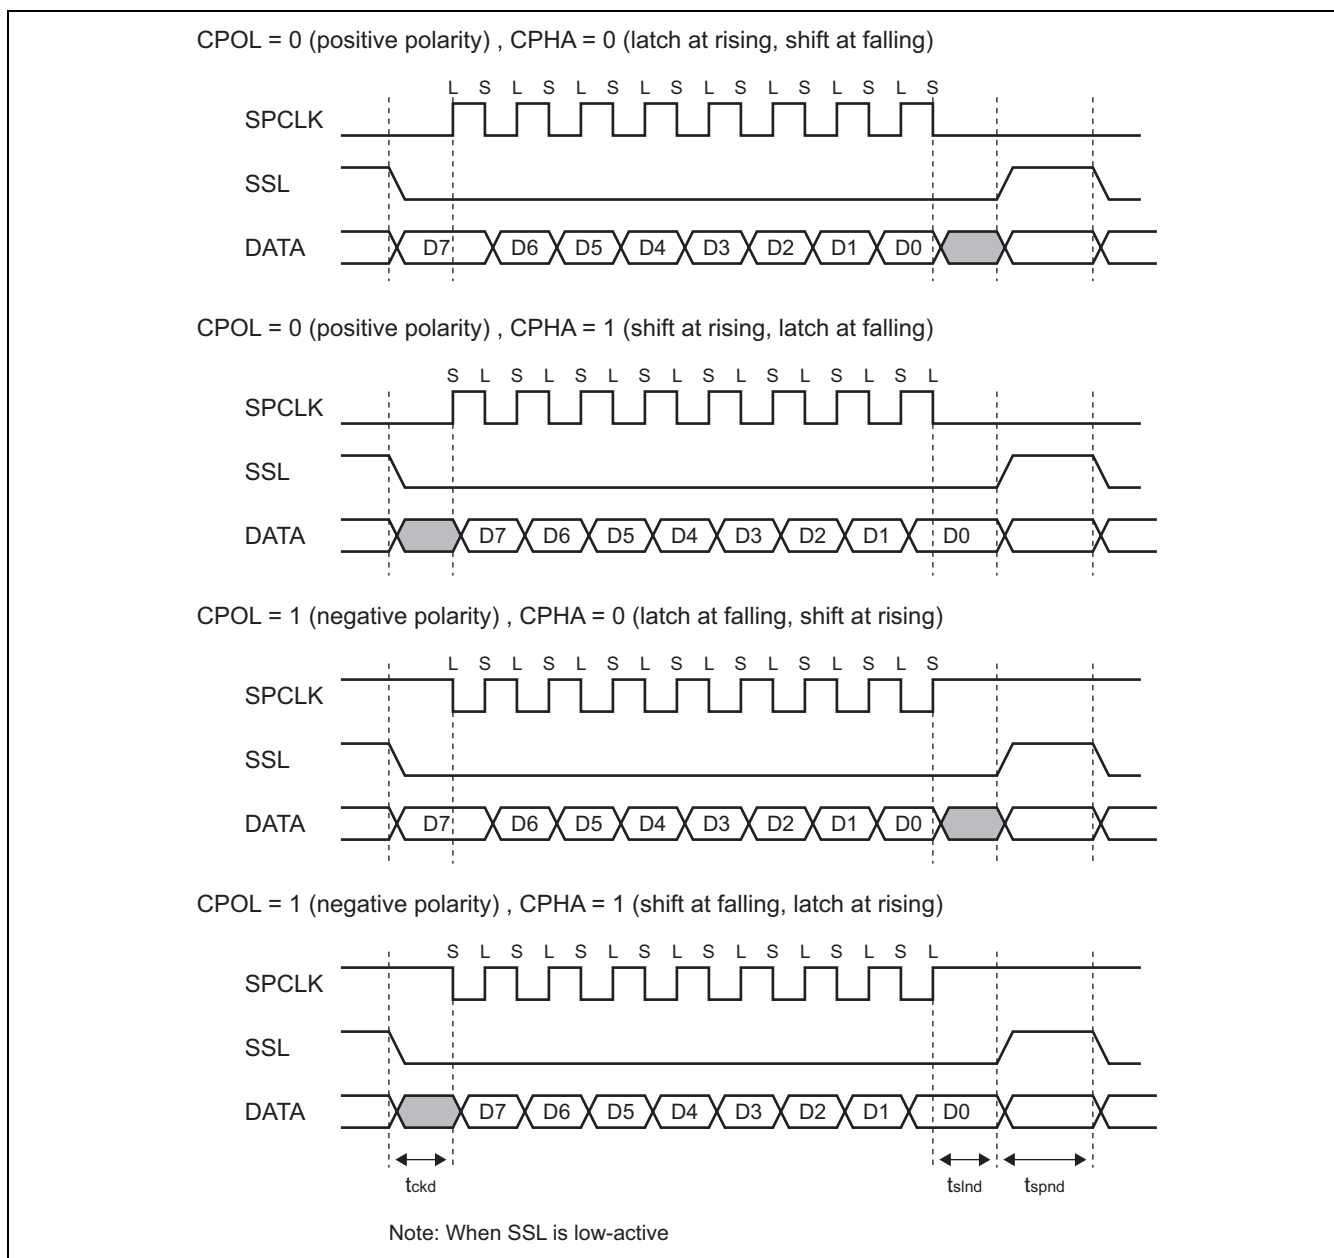 CPOL = 0 (positive polarity) , CPHA = 0 (latch at rising, shift at falling)
L S L S L S L S L S L S L S L S
SPCLK
SSL
DATA D7 D6 D5 D4 D3 D2 D1 D0
CPOL = 0 (positive polarity) , CPHA = 1 (shift at rising, latch at falling)
S L S L S L S L S L S L S L S L
SPCLK
SSL
DATA D7 D6 D5 D4 D3 D2 D1 D0
CPOL = 1 (negative polarity) , CPHA = 0 (latch at falling, shift at rising)
L S L S L S L S L S L S L S L S
SPCLK
SSL
DATA D7 D6 D5 D4 D3 D2 D1 D0
CPOL = 1 (negative polarity) , CPHA = 1 (shift at falling, latch at rising)
S L S L S L S L S L S L S L S L
SPCLK
SSL
DATA D7 D6 D5 D4 D3 D2 D1 D0
tckd tslnd tspnd
Note: When SSL is low-active